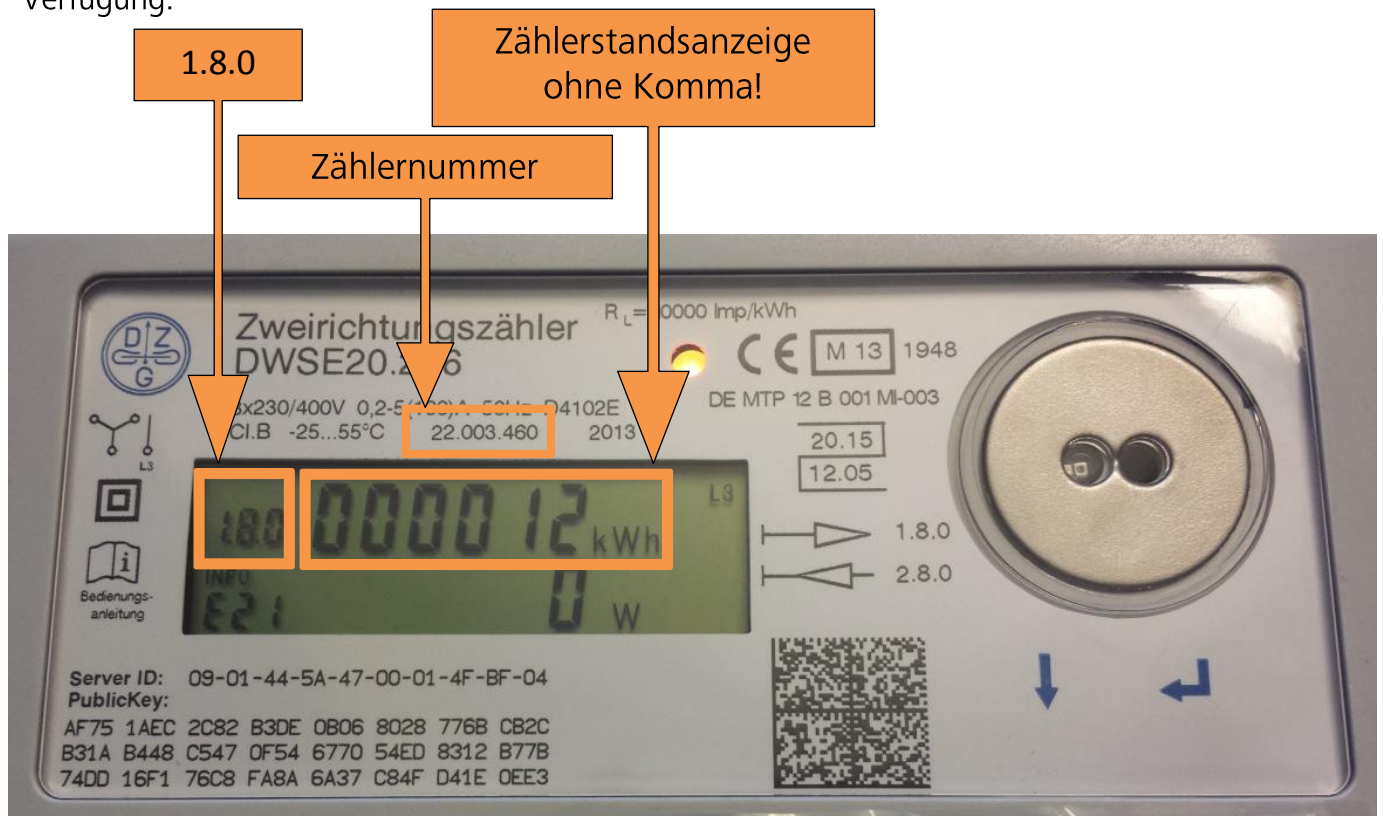 Verfügung.
1.8.0
Zählerstandsanzeige
ohne Komma!
Zählernummer
D Z
G
Zweirichtungszähler
DWSE20.
R L = 0000 Imp/kWh
CE M 13 1948
DE MTP 12 B 001 MI-003
3x230/400V 0,2-5 D4102E
Cl.B -25...55°C 22.003.460 2013
20.15
12.05
L3
1.8.0 000012 kWh L3
INFO
E21 0 W
1.8.0
2.8.0
i
Bedienungs-
anleitung
Server ID: 09-01-44-5A-47-00-01-4F-BF-04
PublicKey:
AF75 1AEC 2C82 B3DE 0B06 8028 776B CB2C
B31A B448 C547 0F54 6770 54ED 8312 B77B
74DD 16F1 76C8 FA8A 6A37 C84F D41E 0EE3